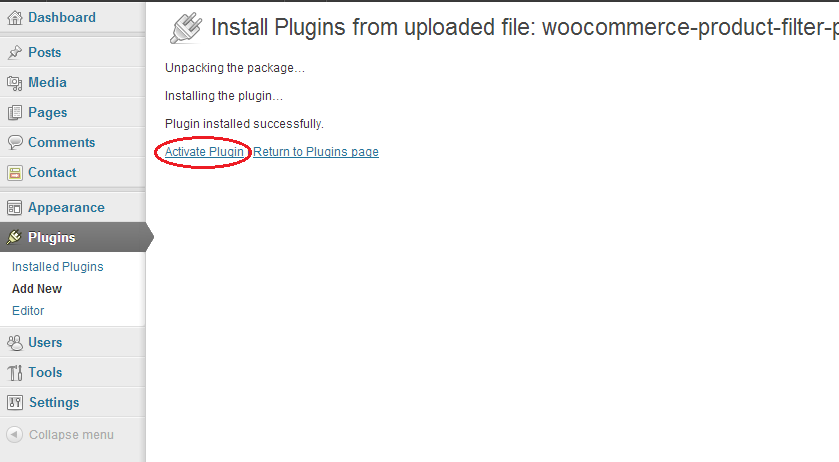 Dashboard
Posts
Media
Pages
Comments
Contact
Appearance
Plugins
Installed Plugins
Add New
Editor
Users
Tools
Settings
Collapse menu
Install Plugins from uploaded file: woocommerce-product-filter-p
Unpacking the package…
Installing the plugin…
Plugin installed successfully.
Activate Plugin Return to Plugins page